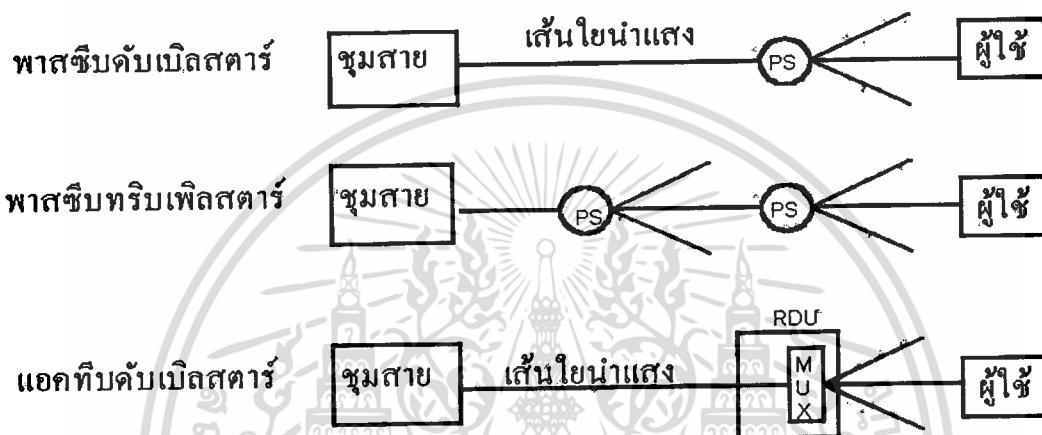 พาสซีบดับเบิลสตาร์ ชุมสาย เส้นใยนำแสง PS ผู้ใช้
พาสซีบทริบเพิลสตาร์ ชุมสาย PS PS ผู้ใช้
RDU
แอคทีบดับเบิลสตาร์ ชุมสาย เส้นใยนำแสง MUX ผู้ใช้